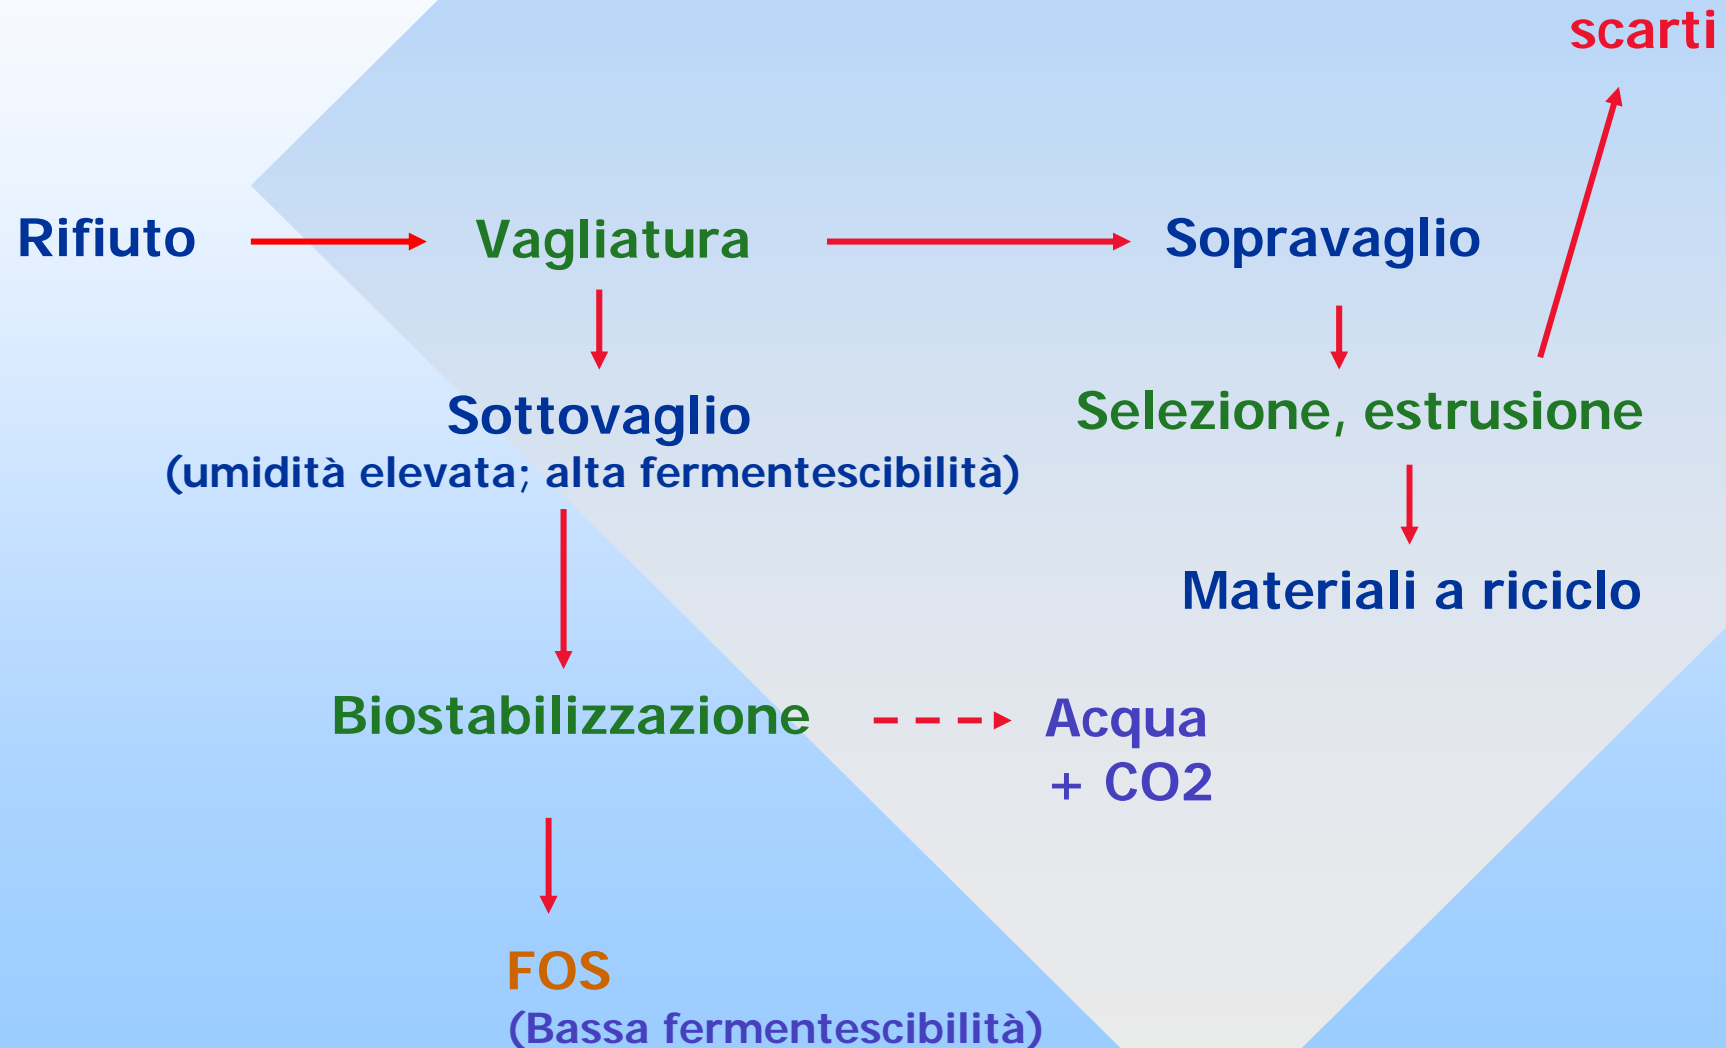 scarti
Rifiuto
Vagliatura
Sopravaglio
Sottovaglio
(umidità elevata; alta fermentescibilità)
Selezione, estrusione
Materiali a riciclo
Biostabilizzazione
Acqua
+ CO2
FOS
(Bassa fermentescibilità)